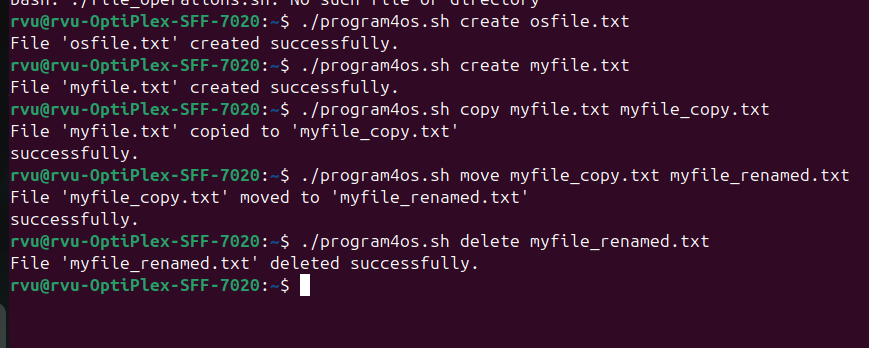 bash: ./file_operations.sh: No such file or directory
rvu@rvu-OptiPlex-SFF-7020:~$ ./program4os.sh create osfile.txt
File 'osfile.txt' created successfully.
rvu@rvu-OptiPlex-SFF-7020:~$ ./program4os.sh create myfile.txt
File 'myfile.txt' created successfully.
rvu@rvu-OptiPlex-SFF-7020:~$ ./program4os.sh copy myfile.txt myfile_copy.txt
File 'myfile.txt' copied to 'myfile_copy.txt'
successfully.
rvu@rvu-OptiPlex-SFF-7020:~$ ./program4os.sh move myfile_copy.txt myfile_renamed.txt
File 'myfile_copy.txt' moved to 'myfile_renamed.txt'
successfully.
rvu@rvu-OptiPlex-SFF-7020:~$ ./program4os.sh delete myfile_renamed.txt
File 'myfile_renamed.txt' deleted successfully.
rvu@rvu-OptiPlex-SFF-7020:~$